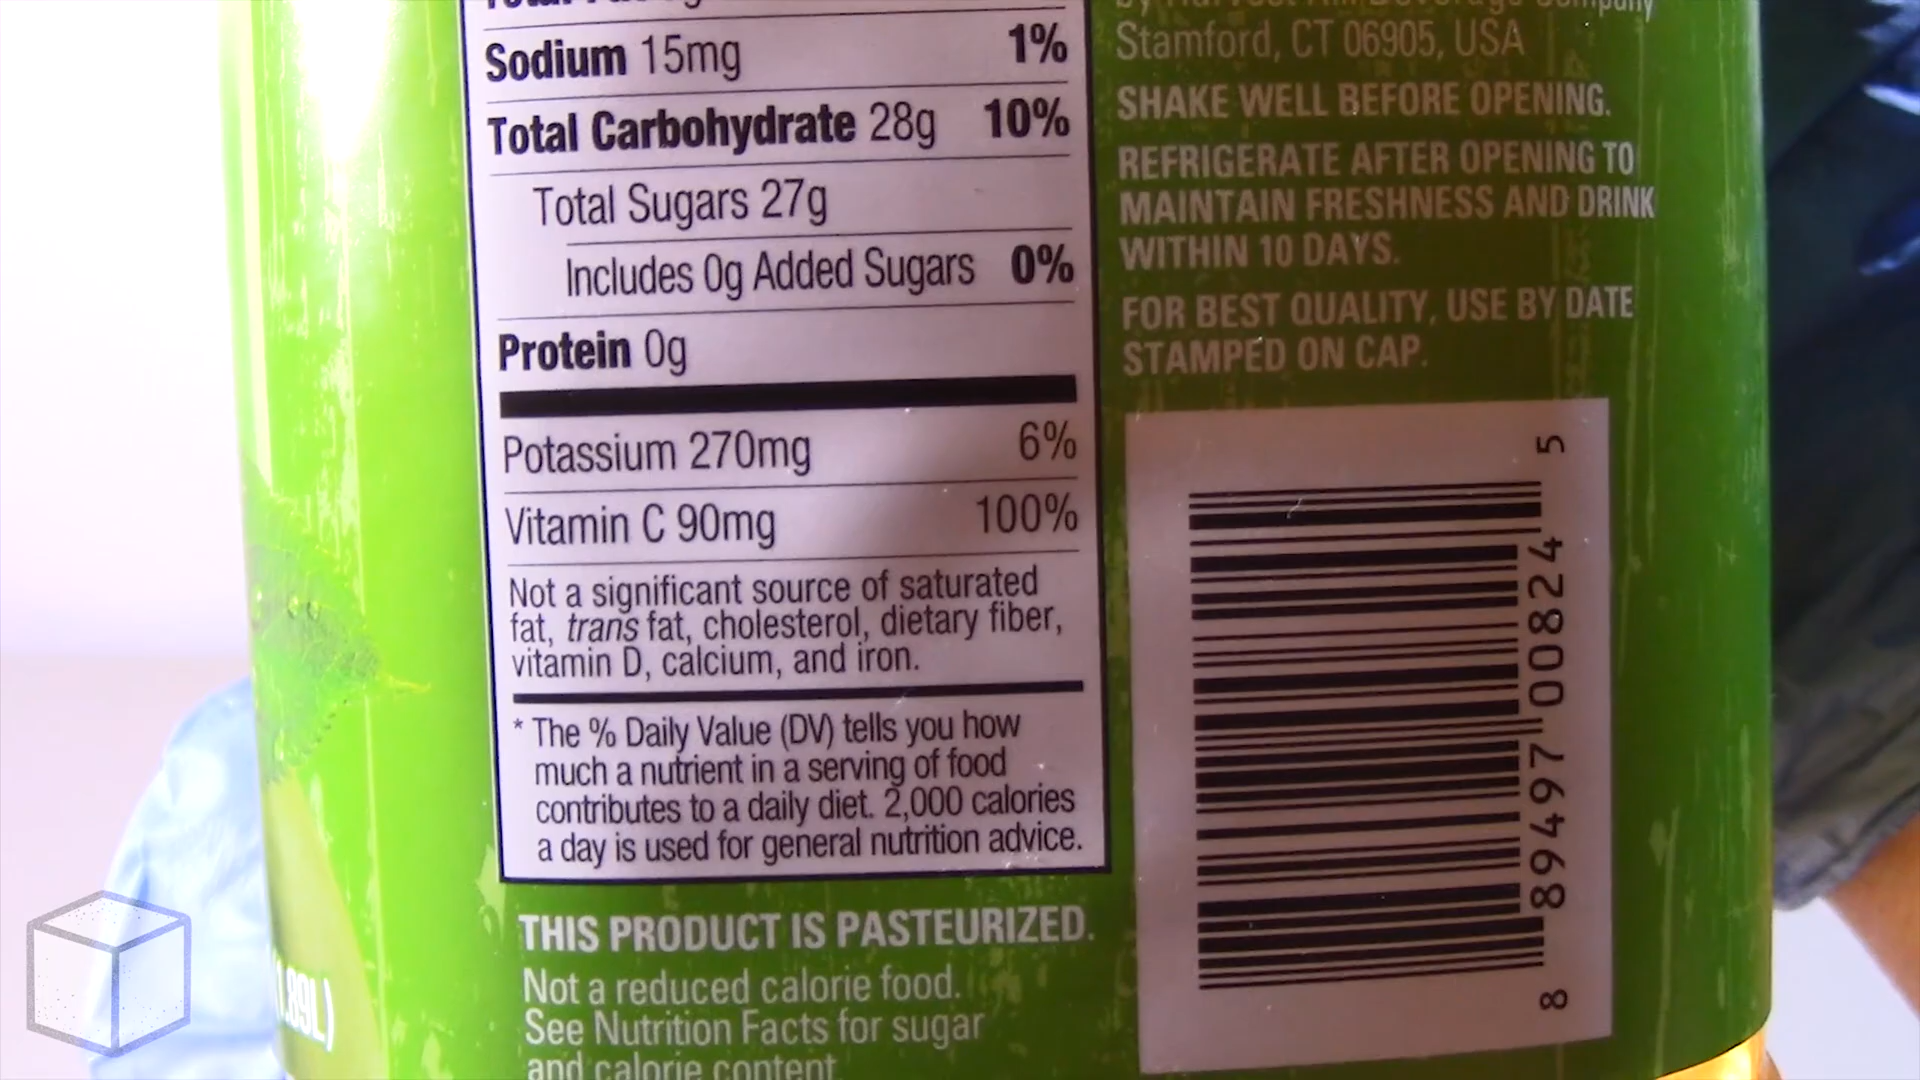 Sodium 15mg 1%
Total Carbohydrate 28g 10%
Total Sugars 27g
Includes 0g Added Sugars 0%
Protein 0g
Potassium 270mg 6%
Vitamin C 90mg 100%
Not a significant source of saturated
fat, trans fat, cholesterol, dietary fiber,
vitamin D, calcium, and iron.
* The % Daily Value (DV) tells you how
much a nutrient in a serving of food
contributes to a daily diet. 2,000 calories
a day is used for general nutrition advice.
THIS PRODUCT IS PASTEURIZED.
Not a reduced calorie food.
See Nutrition Facts for sugar
and calorie content
Stamford, CT 06905, USA
SHAKE WELL BEFORE OPENING.
REFRIGERATE AFTER OPENING TO
MAINTAIN FRESHNESS AND DRINK
WITHIN 10 DAYS.
FOR BEST QUALITY, USE BY DATE
STAMPED ON CAP.
8 89497 00824 5
.89L)